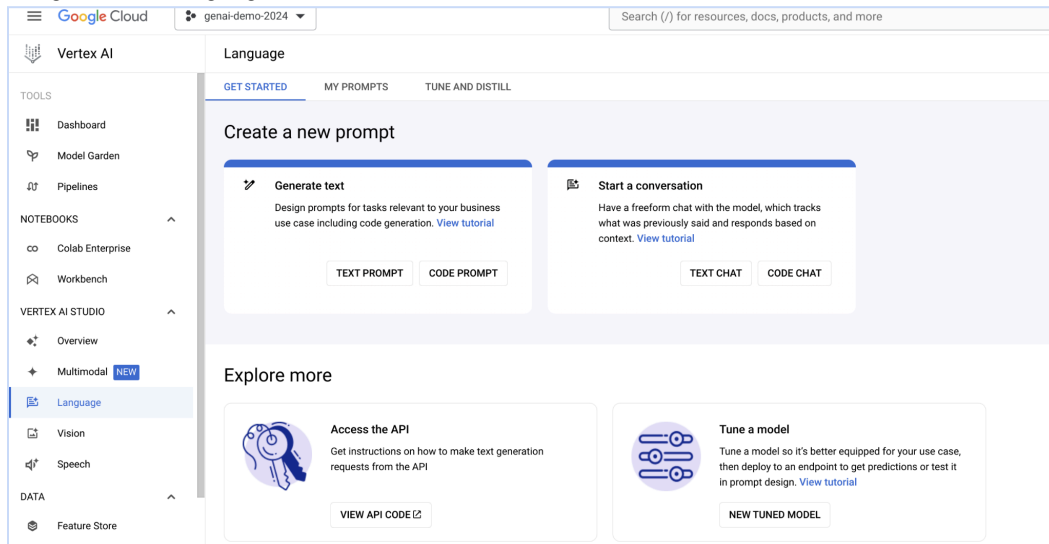 Google Cloud
genai-demo-2024
Search (/) for resources, docs, products, and more
Vertex AI
Language
GET STARTED
MY PROMPTS
TUNE AND DISTILL
TOOLS
Dashboard
Model Garden
Pipelines
NOTEBOOKS
Colab Enterprise
Workbench
VERTEX AI STUDIO
Overview
Multimodal NEW
Language
Vision
Speech
DATA
Feature Store
Create a new prompt
Generate text
Design prompts for tasks relevant to your business
use case including code generation. View tutorial
TEXT PROMPT
CODE PROMPT
Start a conversation
Have a freeform chat with the model, which tracks
what was previously said and responds based on
context. View tutorial
TEXT CHAT
CODE CHAT
Explore more
Access the API
Get instructions on how to make text generation
requests from the API
VIEW API CODE
Tune a model
Tune a model so it's better equipped for your use case,
then deploy to an endpoint to get predictions or test it
in prompt design. View tutorial
NEW TUNED MODEL